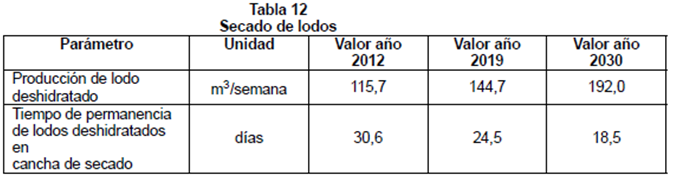 Tabla 12
Secado de lodos
Parámetro Unidad Valor año 2012 Valor año 2019 Valor año 2030
Producción de lodo
deshidratado
m³/semana 115,7 144,7 192,0
Tiempo de permanencia
de lodos deshidratados
en
cancha de secado
días 30,6 24,5 18,5